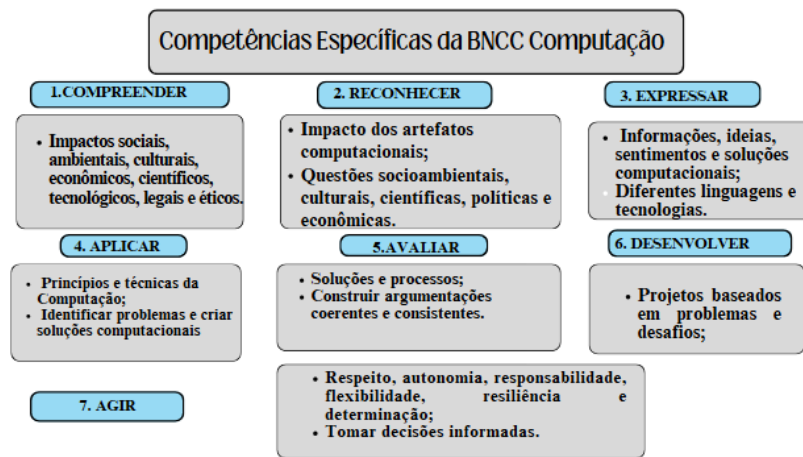 Competências Específicas da BNCC Computação
1.COMPREENDER
• Impactos sociais,
ambientais, culturais,
econômicos, científicos,
tecnológicos, legais e éticos.
2. RECONHECER
• Impacto dos artefatos
computacionais;
• Questões socioambientais,
culturais, científicas, políticas e
econômicas.
3. EXPRESSAR
• Informações, ideias,
sentimentos e soluções
computacionais;
• Diferentes linguagens e
tecnologias.
4. APLICAR
• Princípios e técnicas da
Computação;
• Identificar problemas e criar
soluções computacionais
5.AVALIAR
• Soluções e processos;
• Construir argumentações
coerentes e consistentes.
6. DESENVOLVER
• Projetos baseados
em problemas e
desafios;
7. AGIR
• Respeito, autonomia, responsabilidade,
flexibilidade, resiliência e
determinação;
• Tomar decisões informadas.